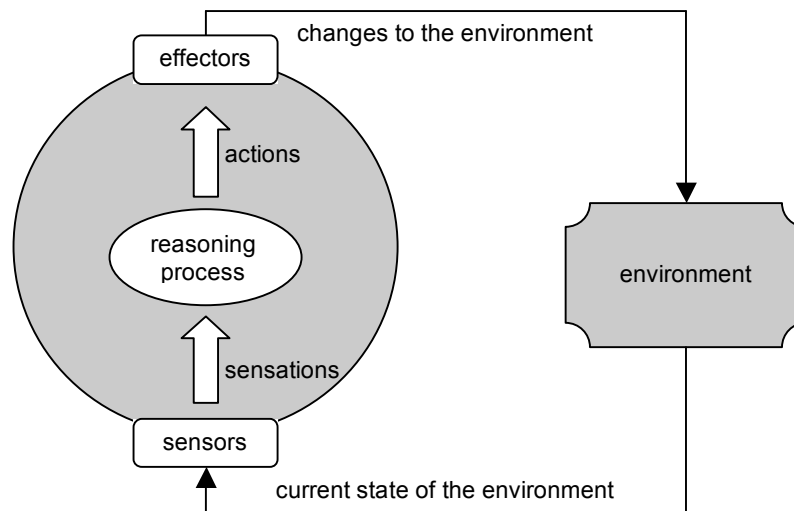 changes to the environment
effectors
actions
reasoning
process
environment
sensations
sensors
current state of the environment